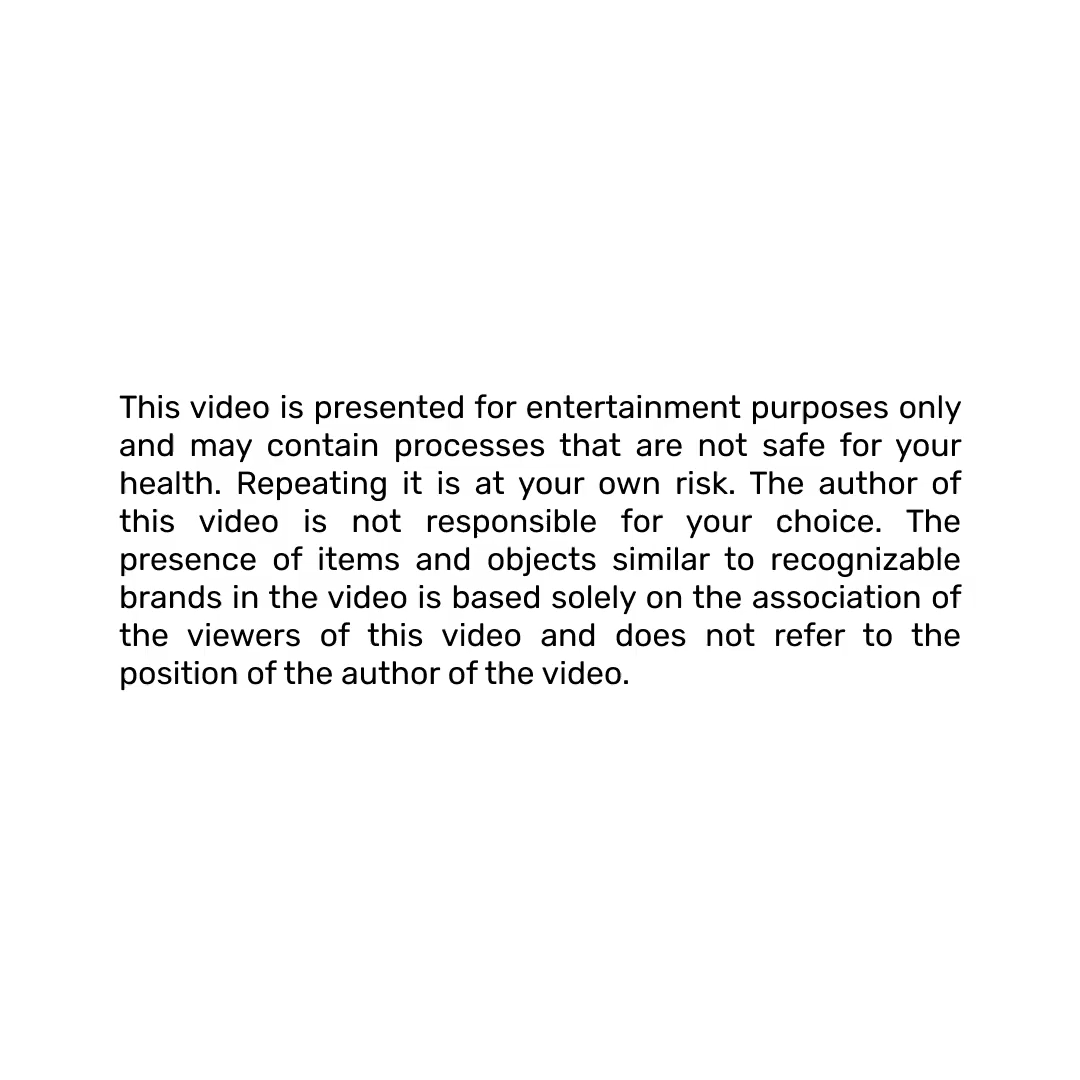 This video is presented for entertainment purposes only
and may contain processes that are not safe for your
health. Repeating it is at your own risk. The author of
this video is not responsible for your choice. The
presence of items and objects similar to recognizable
brands in the video is based solely on the association of
the viewers of this video and does not refer to the
position of the author of the video.